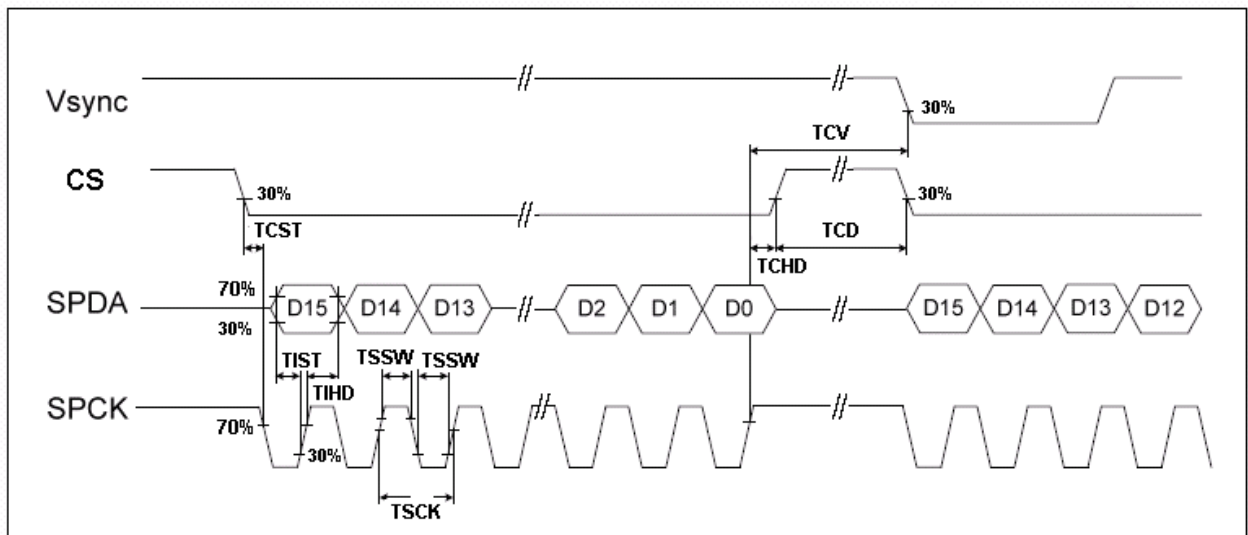 Vsync
30%
TCV
CS
30%
30%
TCST
TCD
TCHD
SPDA
70%
30%
D15
D14
D13
D2
D1
D0
D15
D14
D13
D12
TIST
TIHD
TSSW
TSSW
SPCK
70%
30%
TSCK